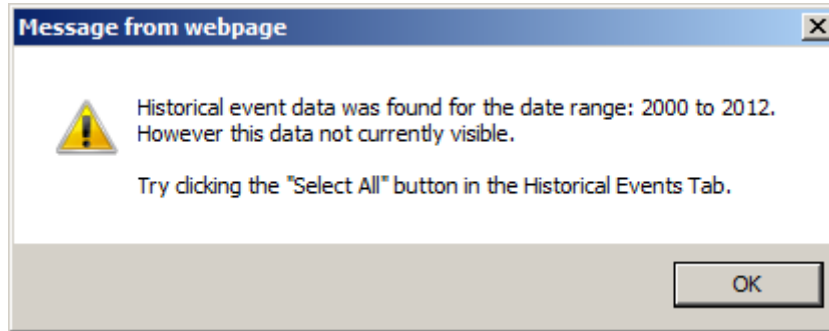 Message from webpage
Historical event data was found for the date range: 2000 to 2012.
However this data not currently visible.
Try clicking the "Select All" button in the Historical Events Tab.
OK